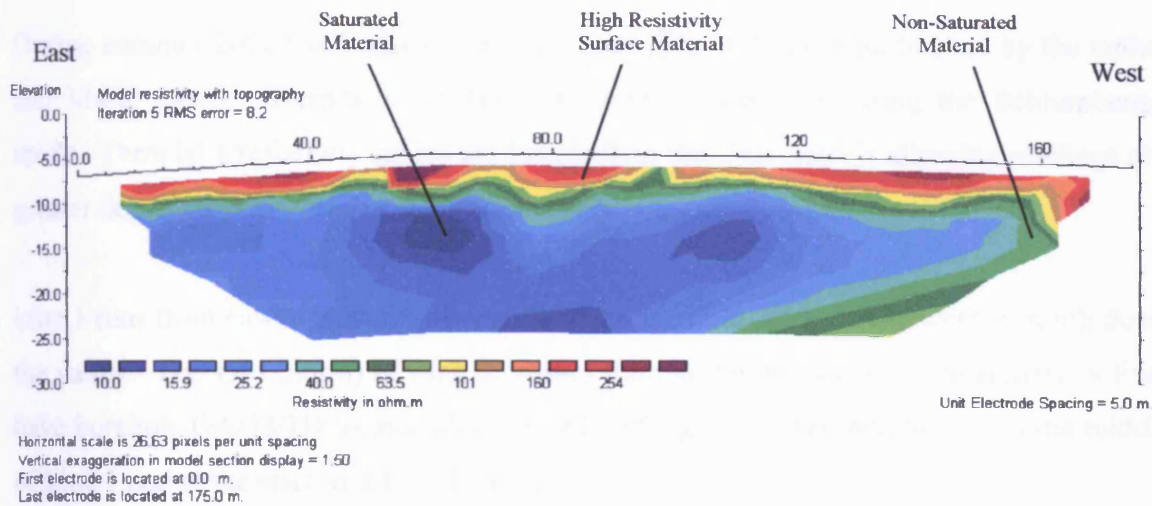 Saturated Material
High Resistivity Surface Material
Non-Saturated Material
East
West
Elevation
Model resistivity with topography
Iteration 5 RMS error = 8.2
0.0
-5.0
-10.0
-15.0
-20.0
-25.0
-30.0
0.0
40.0
80.0
120
160
10.0 15.9 25.2 40.0 63.5 101 160 254
Resistivity in ohm.m
Unit Electrode Spacing = 5.0 m.
Horizontal scale is 26.63 pixels per unit spacing
Vertical exaggeration in model section display = 1.50
First electrode is located at 0.0 m.
Last electrode is located at 175.0 m.